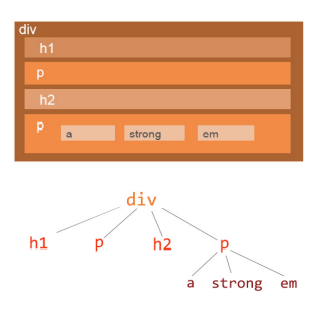 div
h1
p
h2
p
a strong em
div
h1 p h2 p
a strong em